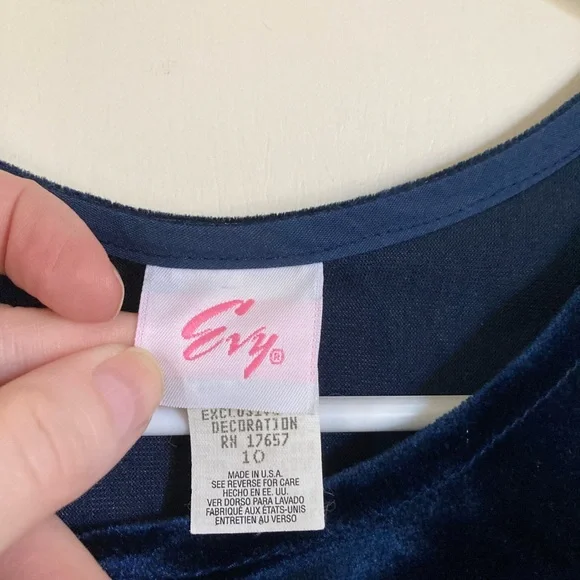 Evy®
EXCLUSIVE
DECORATION
RN 17657
10
MADE IN U.S.A.
SEE REVERSE FOR CARE
HECHO EN EE. UU.
VER DORSO PARA LAVADO
FABRIQUÉ AUX ÉTATS-UNIS
ENTRETIEN AU VERSO